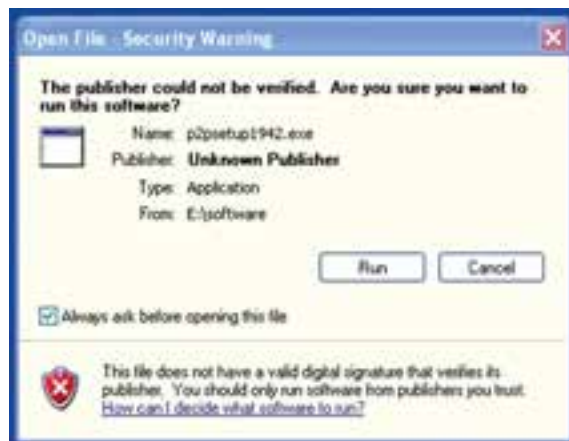 Open File - Security Warning
The publisher could not be verified. Are you sure you want to
run this software?
Name: p2psetup1942.exe
Publisher: Unknown Publisher
Type: Application
From: E:\software
Run
Cancel
Always ask before opening this file
This file does not have a valid digital signature that verifies its
publisher. You should only run software from publishers you trust.
How can I decide what software to run?